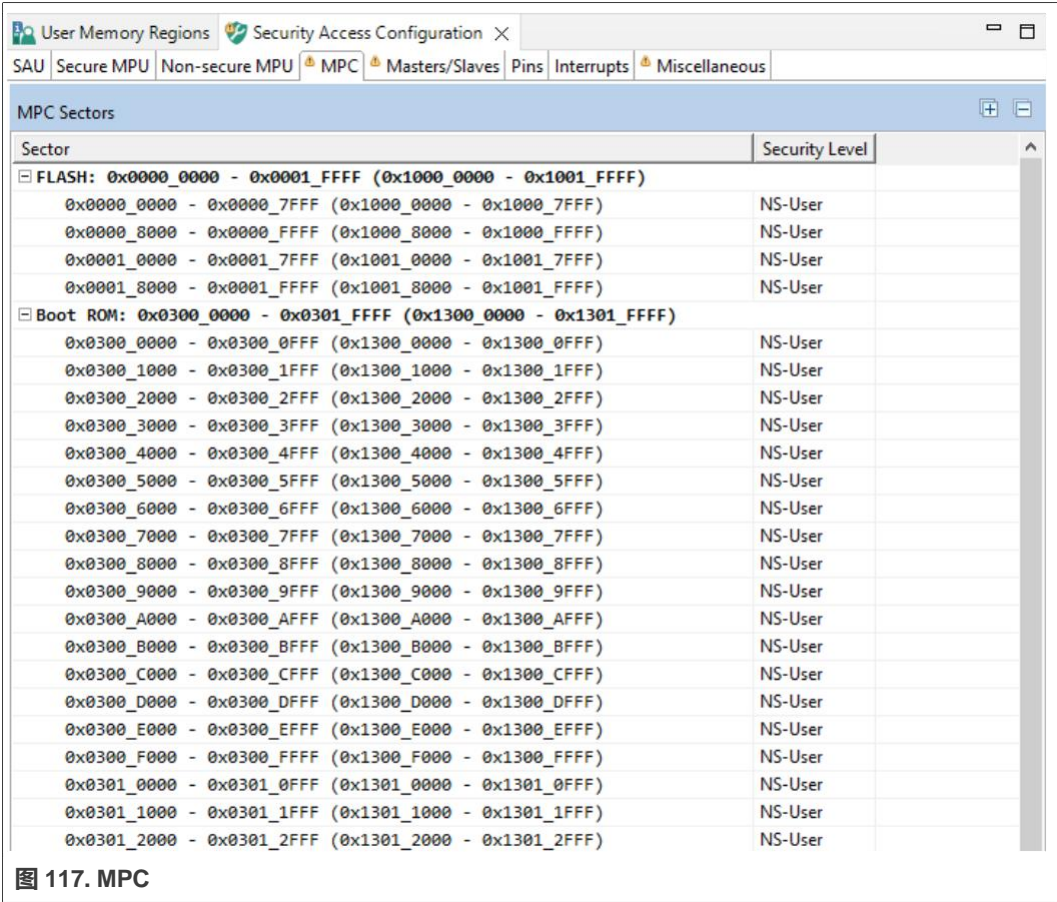 User Memory Regions Security Access Configuration
SAU Secure MPU Non-secure MPU MPC Masters/Slaves Pins Interrupts Miscellaneous
MPC Sectors
Sector Security Level
FLASH: 0x0000_0000 - 0x0001_FFFF (0x1000_0000 - 0x1001_FFFF)
0x0000_0000 - 0x0000_7FFF (0x1000_0000 - 0x1000_7FFF) NS-User
0x0000_8000 - 0x0000_FFFF (0x1000_8000 - 0x1000_FFFF) NS-User
0x0001_0000 - 0x0001_7FFF (0x1001_0000 - 0x1001_7FFF) NS-User
0x0001_8000 - 0x0001_FFFF (0x1001_8000 - 0x1001_FFFF) NS-User
Boot ROM: 0x0300_0000 - 0x0301_FFFF (0x1300_0000 - 0x1301_FFFF)
0x0300_0000 - 0x0300_0FFF (0x1300_0000 - 0x1300_0FFF) NS-User
0x0300_1000 - 0x0300_1FFF (0x1300_1000 - 0x1300_1FFF) NS-User
0x0300_2000 - 0x0300_2FFF (0x1300_2000 - 0x1300_2FFF) NS-User
0x0300_3000 - 0x0300_3FFF (0x1300_3000 - 0x1300_3FFF) NS-User
0x0300_4000 - 0x0300_4FFF (0x1300_4000 - 0x1300_4FFF) NS-User
0x0300_5000 - 0x0300_5FFF (0x1300_5000 - 0x1300_5FFF) NS-User
0x0300_6000 - 0x0300_6FFF (0x1300_6000 - 0x1300_6FFF) NS-User
0x0300_7000 - 0x0300_7FFF (0x1300_7000 - 0x1300_7FFF) NS-User
0x0300_8000 - 0x0300_8FFF (0x1300_8000 - 0x1300_8FFF) NS-User
0x0300_9000 - 0x0300_9FFF (0x1300_9000 - 0x1300_9FFF) NS-User
0x0300_A000 - 0x0300_AFFF (0x1300_A000 - 0x1300_AFFF) NS-User
0x0300_B000 - 0x0300_BFFF (0x1300_B000 - 0x1300_BFFF) NS-User
0x0300_C000 - 0x0300_CFFF (0x1300_C000 - 0x1300_CFFF) NS-User
0x0300_D000 - 0x0300_DFFF (0x1300_D000 - 0x1300_DFFF) NS-User
0x0300_E000 - 0x0300_EFFF (0x1300_E000 - 0x1300_EFFF) NS-User
0x0300_F000 - 0x0300_FFFF (0x1300_F000 - 0x1300_FFFF) NS-User
0x0301_0000 - 0x0301_0FFF (0x1301_0000 - 0x1301_0FFF) NS-User
0x0301_1000 - 0x0301_1FFF (0x1301_1000 - 0x1301_1FFF) NS-User
0x0301_2000 - 0x0301_2FFF (0x1301_2000 - 0x1301_2FFF) NS-User
图 117. MPC